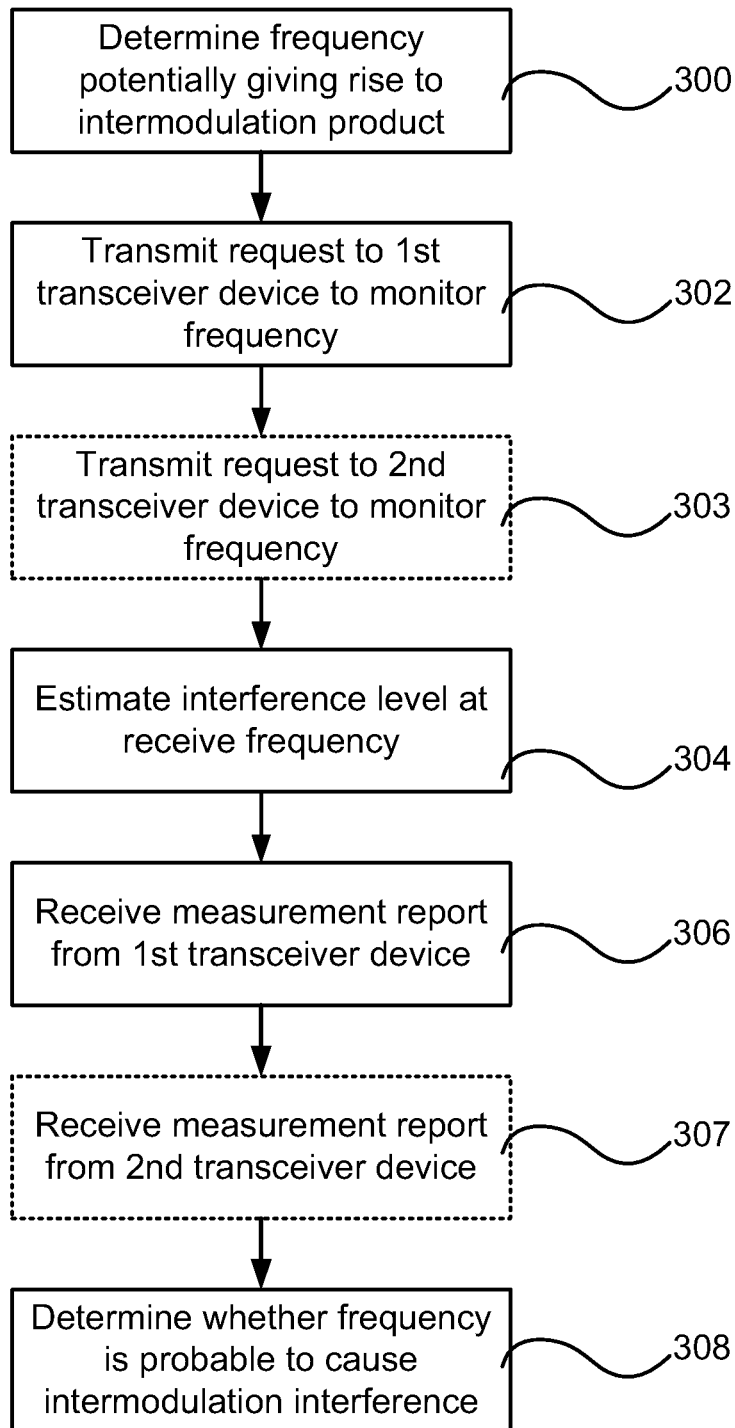 Determine frequency
potentially giving rise to
intermodulation product
300
Transmit request to 1st
transceiver device to monitor
frequency
302
Transmit request to 2nd
transceiver device to monitor
frequency
303
Estimate interference level at
receive frequency
304
Receive measurement report
from 1st transceiver device
306
Receive measurement report
from 2nd transceiver device
307
Determine whether frequency
is probable to cause
intermodulation interference
308